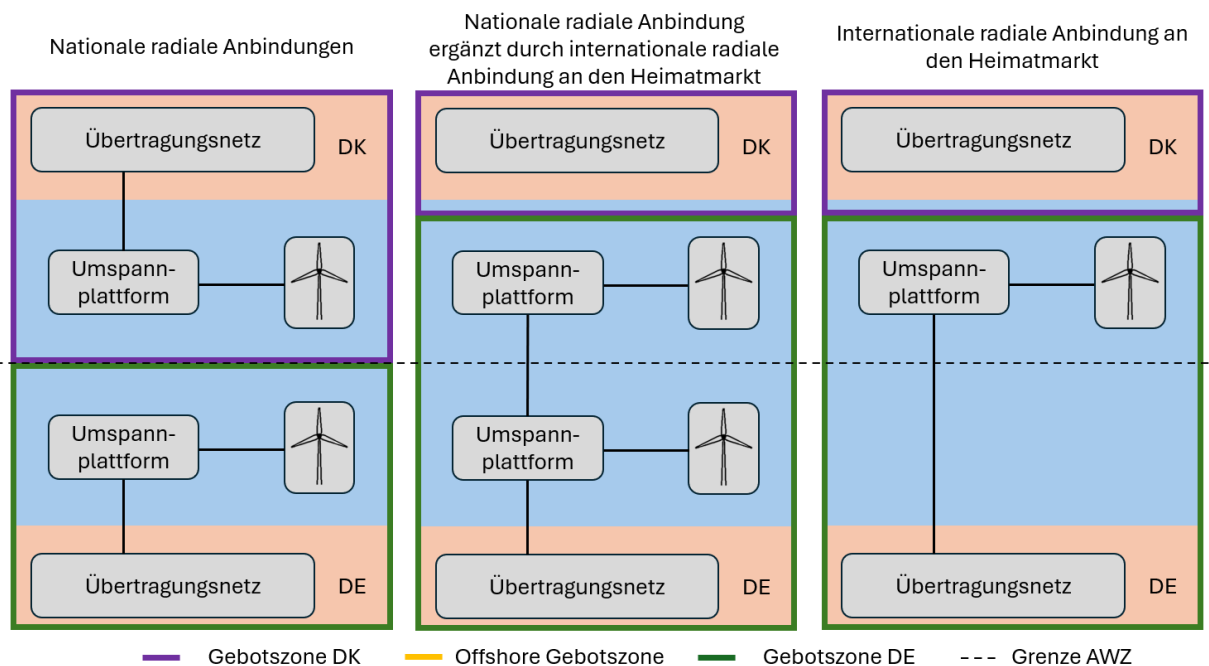 Nationale radiale Anbindungen
Nationale radiale Anbindung
ergänzt durch internationale radiale
Anbindung an den Heimatmarkt
Internationale radiale Anbindung an
den Heimatmarkt
Übertragungsnetz
DK
Umspann-
plattform
Umspann-
plattform
Übertragungsnetz
DE
Übertragungsnetz
DK
Umspann-
plattform
Umspann-
plattform
Übertragungsnetz
DE
Übertragungsnetz
DK
Umspann-
plattform
Übertragungsnetz
DE
Gebotszone DK
Offshore Gebotszone
Gebotszone DE
Grenze AWZ